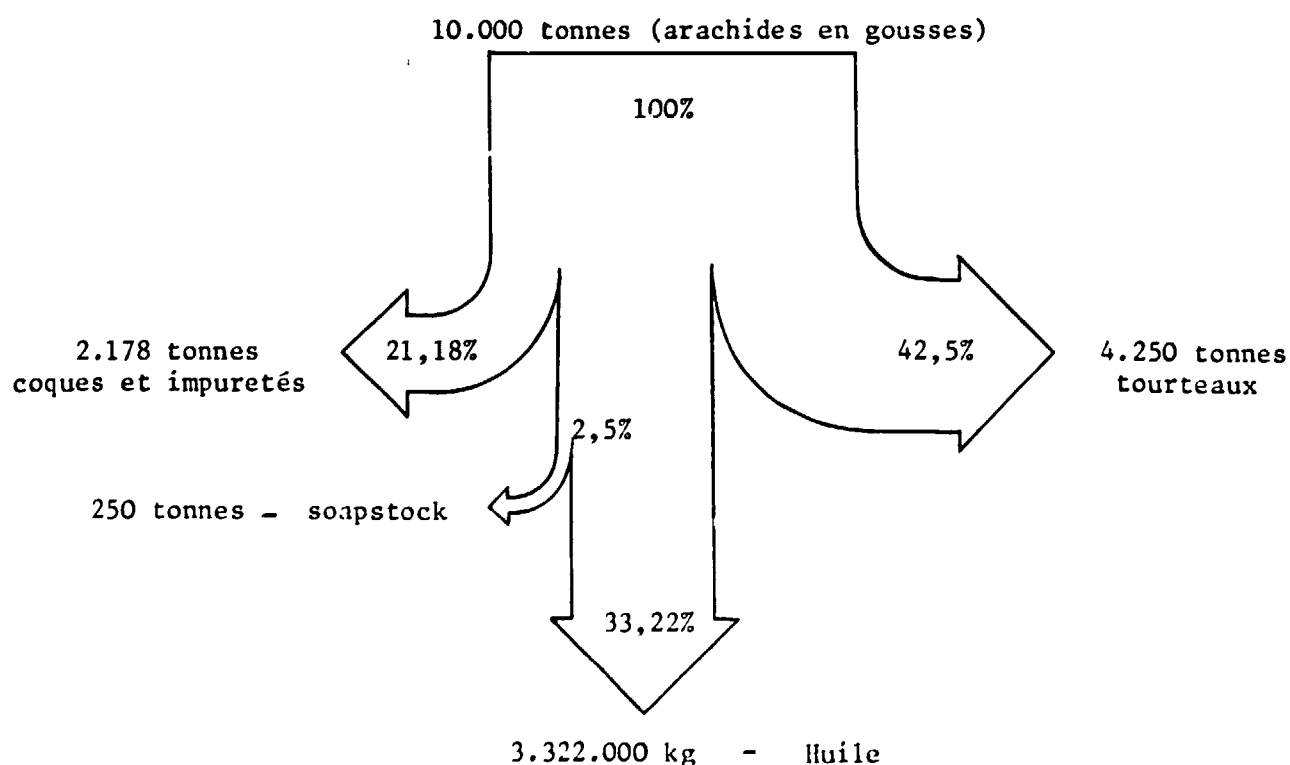 10.000 tonnes (arachides en gousses)
100%
2.178 tonnes
coques et impuretés
21,18%
42,5%
4.250 tonnes
tourteaux
2,5%
250 tonnes - soapstock
33,22%
3.322.000 kg - Huile